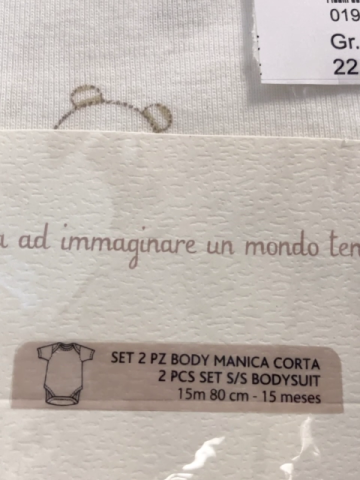 019
Gr.
22
ad immaginare un mondo
SET 2 PZ BODY MANICA CORTA
2 PCS SET S/S BODYSUIT
15m 80 cm - 15 meses